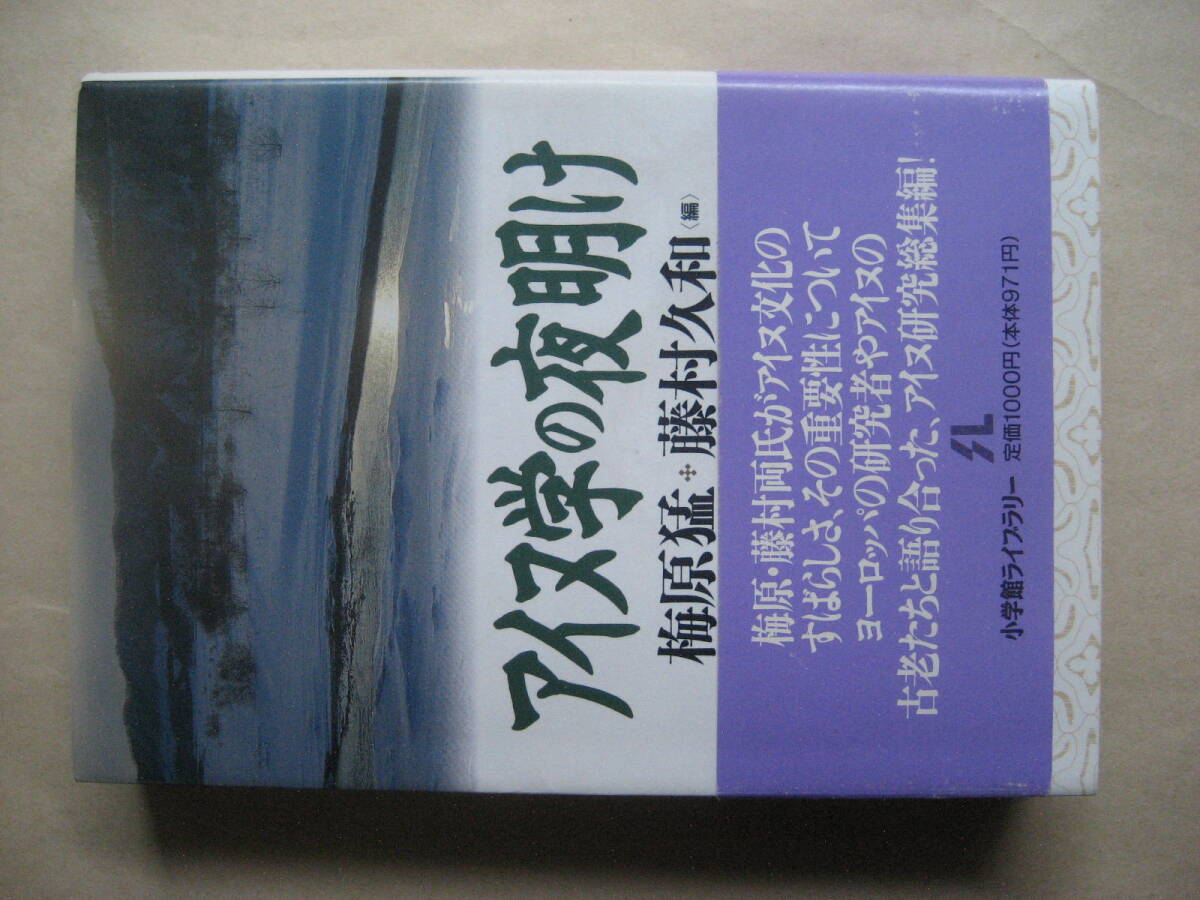 アイヌ学の夜明け
梅原猛✣藤村久和〈編〉
梅原・藤村両氏がアイヌ文化の
すばらしさ、その重要性について
ヨーロッパの研究者やアイヌの
古老たちと語り合った、アイヌ研究総集編!
SL
小学館ライブラリー 定価1000円(本体971円)